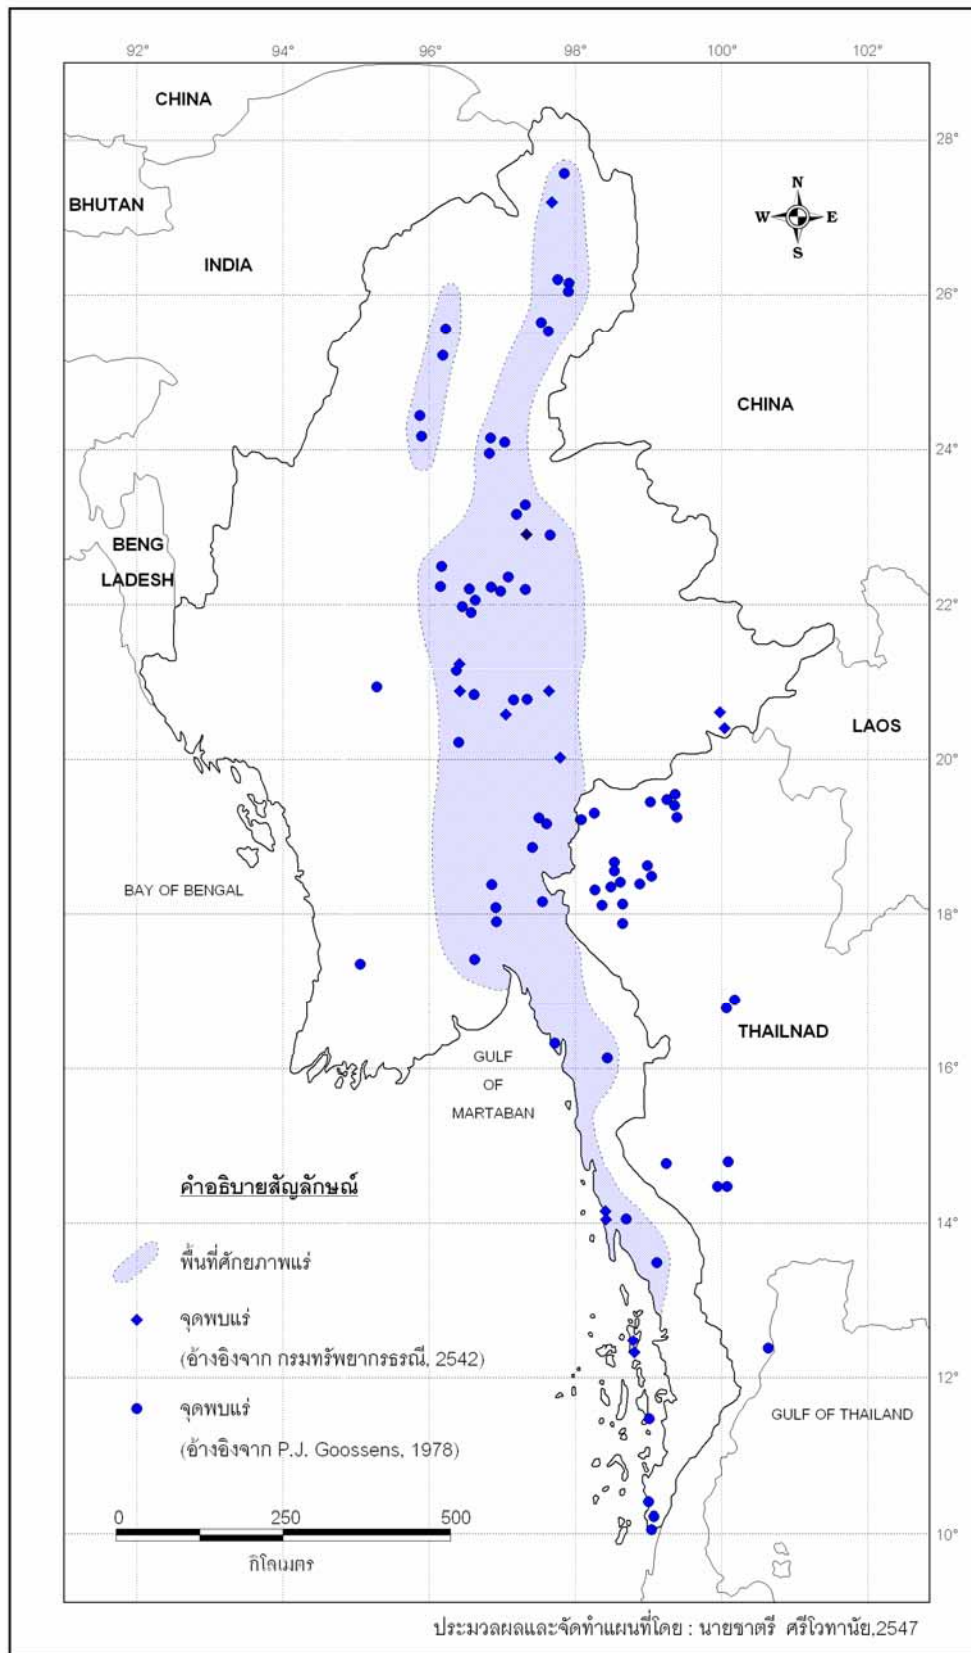 92° 94° 96° 98° 100° 102°
CHINA
28°
BHUTAN
N
W E
S
INDIA
26°
CHINA
24°
BENG
LADESH
22°
LAOS
20°
BAY OF BENGAL
18°
THAILNAD
GULF
OF
MARTABAN
16°
คำอธิบายสัญลักษณ์
14°
พื้นที่ศักยภาพแร่
จุดพบแร่
(อ้างอิงจาก กรมทรัพยากรธรณี, 2542)
12°
จุดพบแร่
GULF OF THAILAND
(อ้างอิงจาก P.J. Goossens, 1978)
0 250 500
10°
กิโลเมตร
ประมวลผลและจัดทำแผนที่โดย : นายชาตรี ศรีโวทานัย,2547